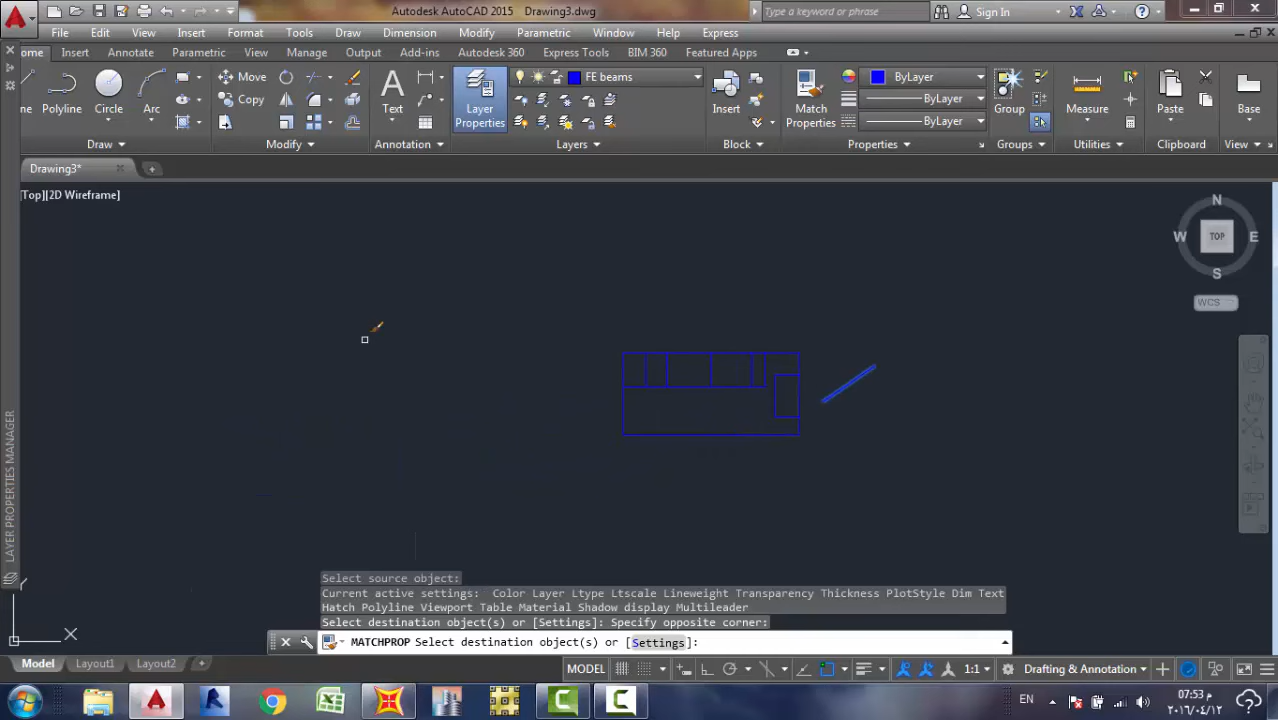 Autodesk AutoCAD 2015 Drawing3.dwg
Type a keyword or phrase
Sign In
File Edit View Insert Format Tools Draw Dimension Modify Parametric Window Help Express
ome Insert Annotate Parametric View Manage Output Add-ins Autodesk 360 Express Tools BIM 360 Featured Apps
Polyline Circle Arc
Move
Copy
Text
Layer
Properties
FE beams
Insert
Match
Properties
ByLayer
ByLayer
ByLayer
Group
Measure
Paste
Base
Draw Modify Annotation Layers Block Properties Groups Utilities Clipboard View
Drawing3*
[Top][2D Wireframe]
N
W TOP E
S
WCS
LAYER PROPERTIES MANAGER
Select source object:
Current active settings: Color Layer Ltype Ltscale Lineweight Transparency Thickness PlotStyle Dim Text
Hatch Polyline Viewport Table Material Shadow display Multileader
Select destination object(s) or [Settings]: Specify opposite corner:
MATCHPROP Select destination object(s) or [Settings]:
Model Layout1 Layout2
MODEL 1:1 Drafting & Annotation
EN
07:53 م
٢٠١٦/٠٤/١٢